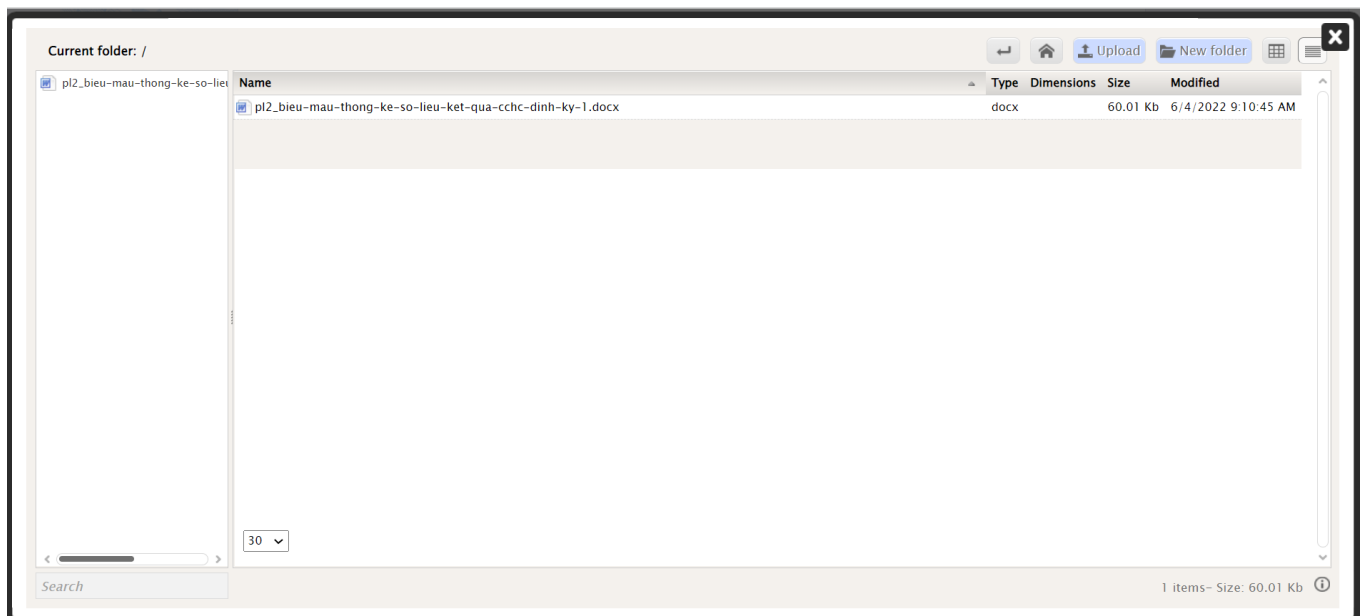 Current folder: /
Upload
New folder
pl2_bieu-mau-thong-ke-so-lieu
Name Type Dimensions Size Modified
pl2_bieu-mau-thong-ke-so-lieu-ket-qua-cchc-dinh-ky-1.docx docx 60.01 Kb 6/4/2022 9:10:45 AM
30
Search
1 items- Size: 60.01 Kb